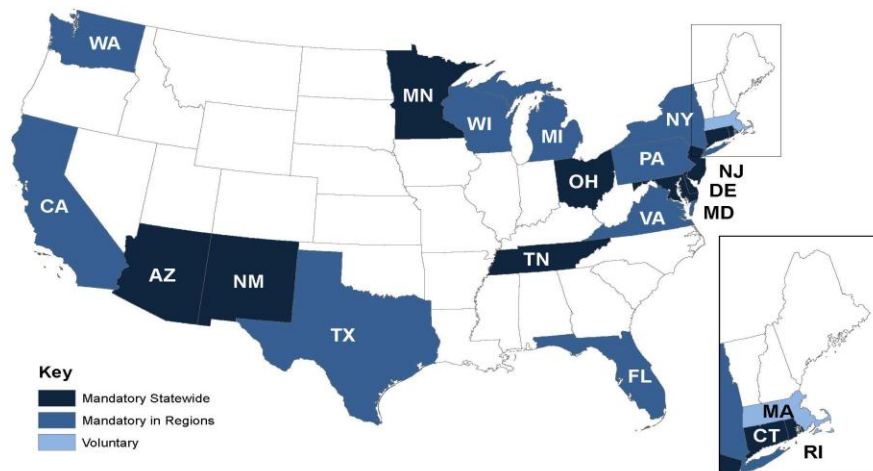 WA
MN
WI
MI
NY
PA
OH
NJ
DE
MD
VA
CA
AZ
NM
TN
TX
FL
Key
Mandatory Statewide
Mandatory in Regions
Voluntary
MA
CT
RI